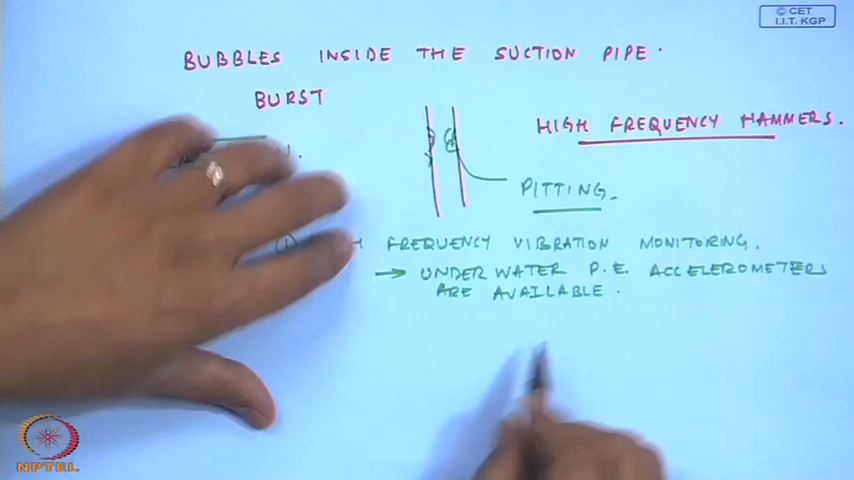 © CET
I.I.T. KGP
BUBBLES INSIDE THE SUCTION PIPE.
BURST
HIGH FREQUENCY HAMMERS.
PITTING.
① FREQUENCY VIBRATION MONITORING.
→ UNDER WATER P.E. ACCELEROMETERS
ARE AVAILABLE.
NPTEL